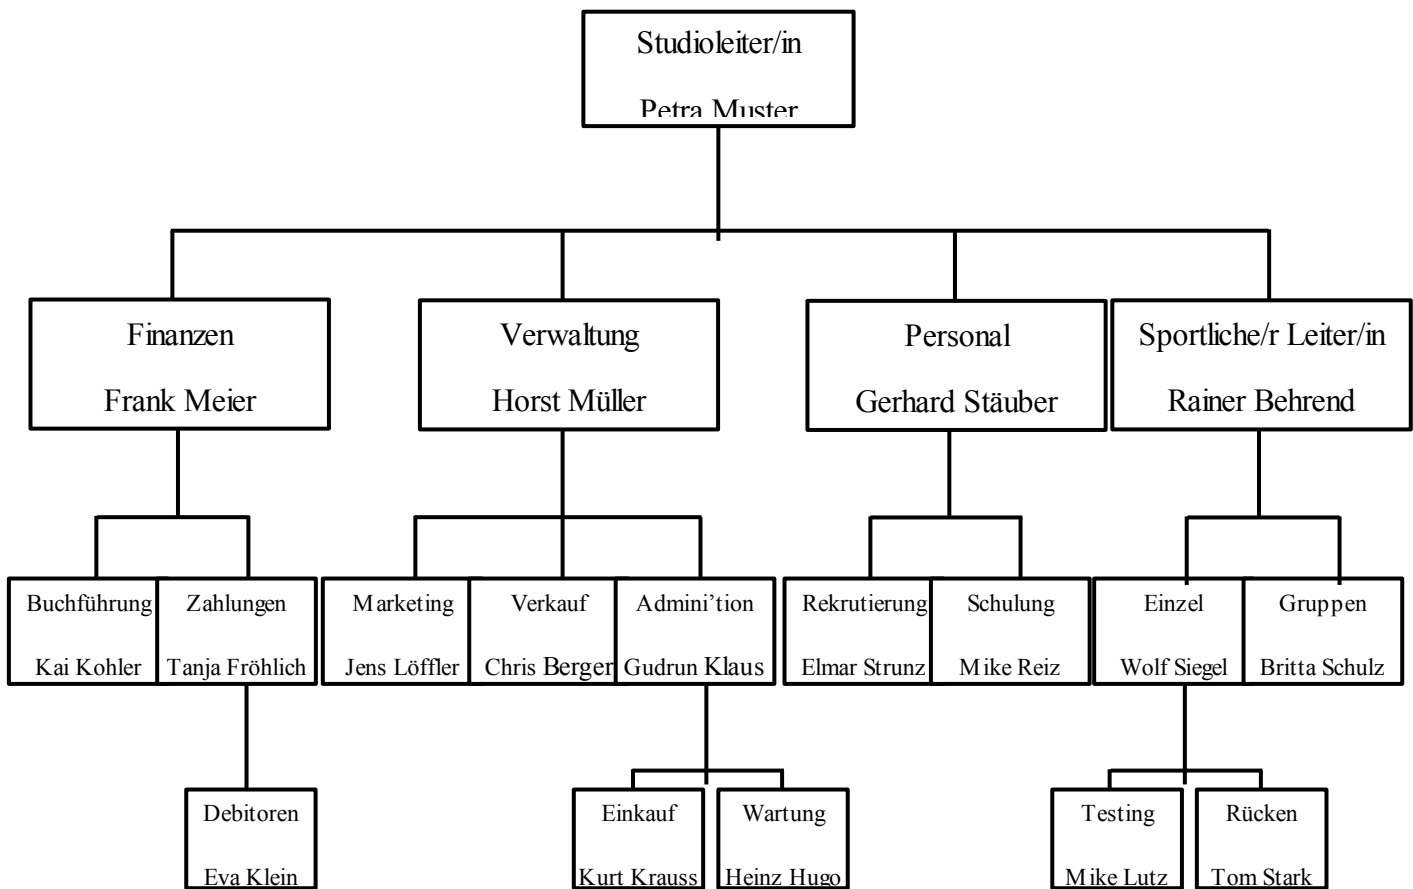 Studioleiter/in
Petra Muster
Finanzen
Frank Meier
Verwaltung
Horst Müller
Personal
Gerhard Stäuber
Sportliche/r Leiter/in
Rainer Behrend
Buchführung
Kai Kohler
Zahlungen
Tanja Fröhlich
Marketing
Jens Löffler
Verkauf
Chris Berger
Admini’tion
Gudrun Klaus
Rekrutierung
Elmar Strunz
Schulung
Mike Reiz
Einzel
Wolf Siegel
Gruppen
Britta Schulz
Debitoren
Eva Klein
Einkauf
Kurt Krauss
Wartung
Heinz Hugo
Testing
Mike Lutz
Rücken
Tom Stark